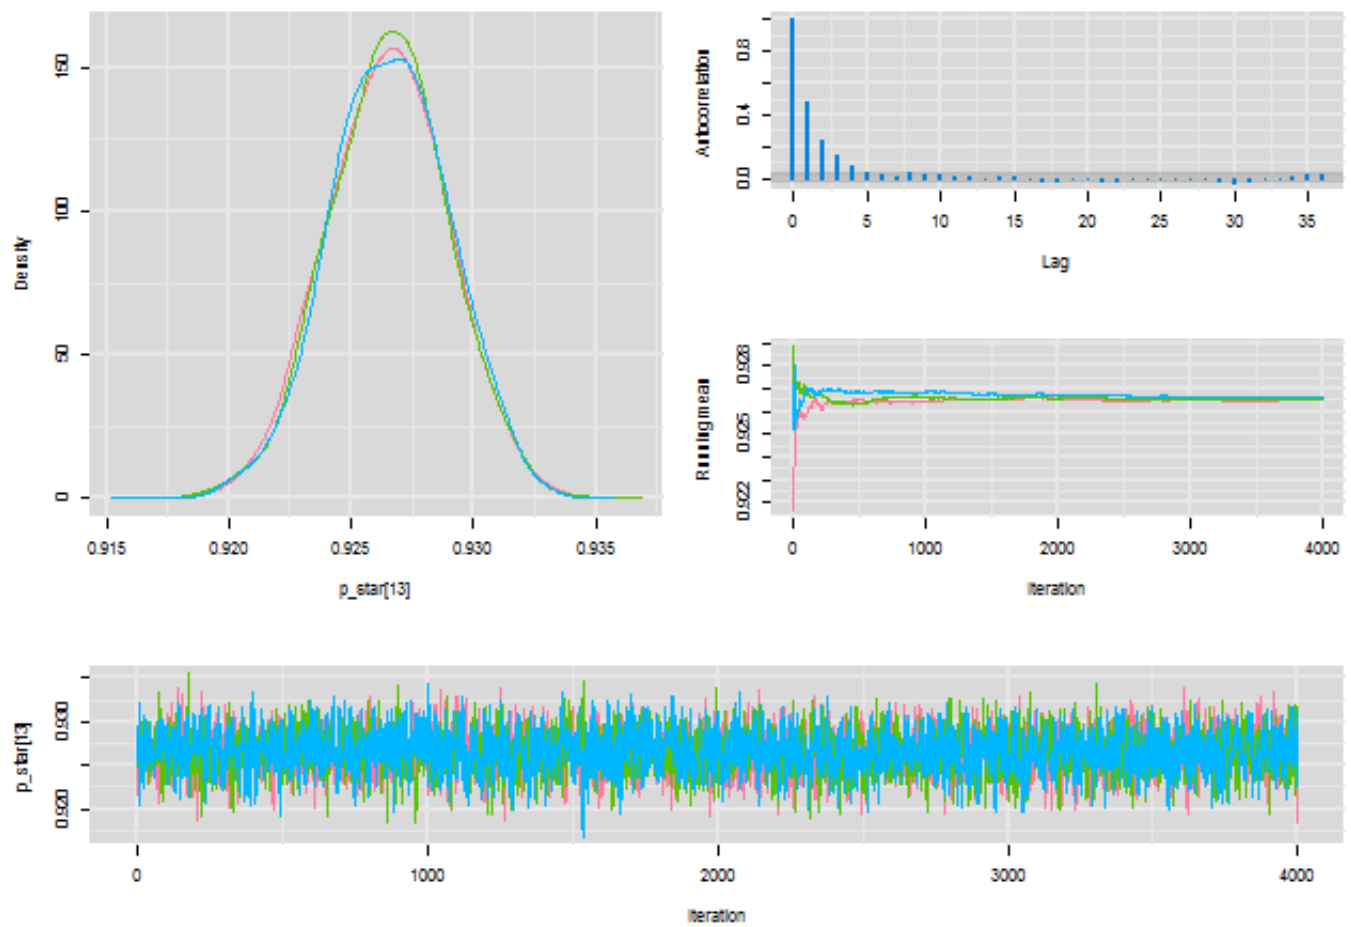 Density
150
100
50
0
0.915 0.920 0.925 0.930 0.935
p_star[13]
Autocorrelation
0.8
0.4
0.0
0 5 10 15 20 25 30 35
Lag
Running mean
0.928
0.925
0.922
0 1000 2000 3000 4000
Iteration
p_star[13]
0.930
0.920
0 1000 2000 3000 4000
Iteration